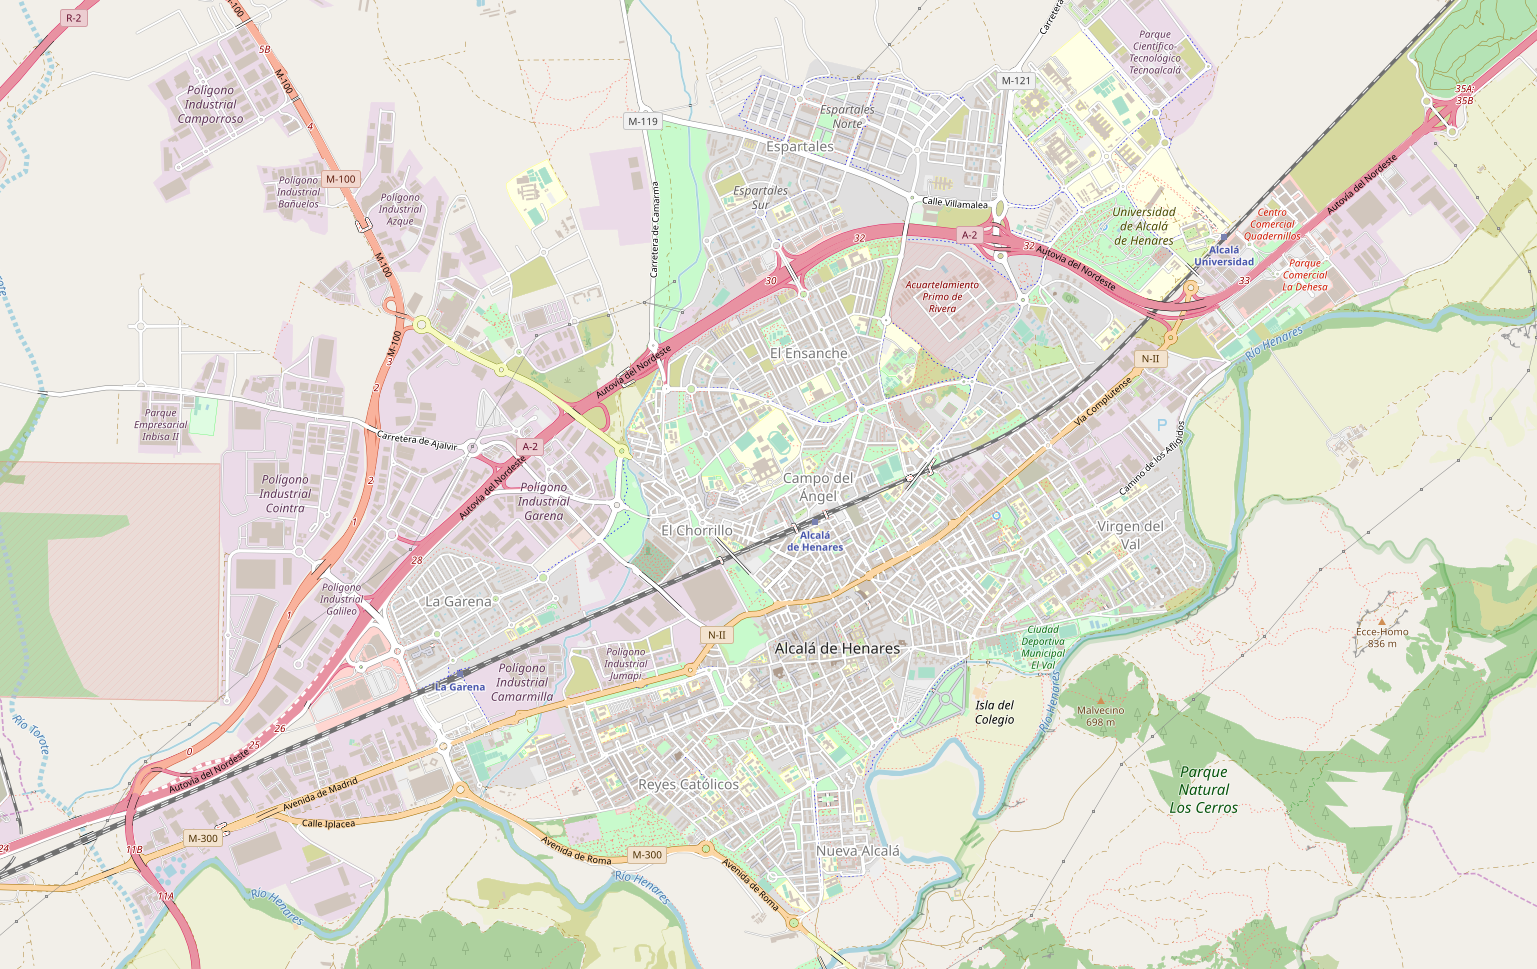 R-2
M-100
5B
M-100
4
Polígono
Industrial
Camporroso
M-119
Carretera
M-121
Parque
Científico
Tecnológico
Tecnoalcalá
35A;
35B
Espartales
Norte
Espartales
Espartales
Sur
Calle Villamalea
M-100
Polígono
Industrial
Bañuelos
Polígono
Industrial
Azque
M-100
Carretera de Camarma
32
A-2
32
Autovía del Nordeste
Universidad
de Alcalá
de Henares
Alcalá
Universidad
Centro
Comercial
Quadernillos
Autovía del Nordeste
Parque
Comercial
La Dehesa
33
30
Acuartelamiento
Primo de
Rivera
Río Torote
M-100
3
2
2
El Ensanche
Autovía del Nordeste
N-II
Río Henares
Vía Complutense
Parque
Empresarial
Inbisa II
Carretera de Ajalvir
A-2
Autovía del Nordeste
P
Camino de los Afligidos
Polígono
Industrial
Cointra
Polígono
Industrial
Garena
Campo del
Ángel
El Chorrillo
Alcalá
de Henares
Virgen del
Val
1
28
1
Polígono
Industrial
Galileo
La Garena
N-II
Alcalá de Henares
Ciudad
Deportiva
Municipal
El Val
Ecce-Homo
836 m
Polígono
Industrial
Jumapi
La Garena
Polígono
Industrial
Camarmilla
Isla del
Colegio
Río Henares
Malvecino
698 m
Río Torote
26
25
0
Autovía del Nordeste
Avenida de Madrid
Reyes Católicos
Parque
Natural
Los Cerros
Calle Iplacea
M-300
24
11B
Avenida de Roma
M-300
Nueva Alcalá
Avenida de Roma
Río Henares
Río Henares
11A